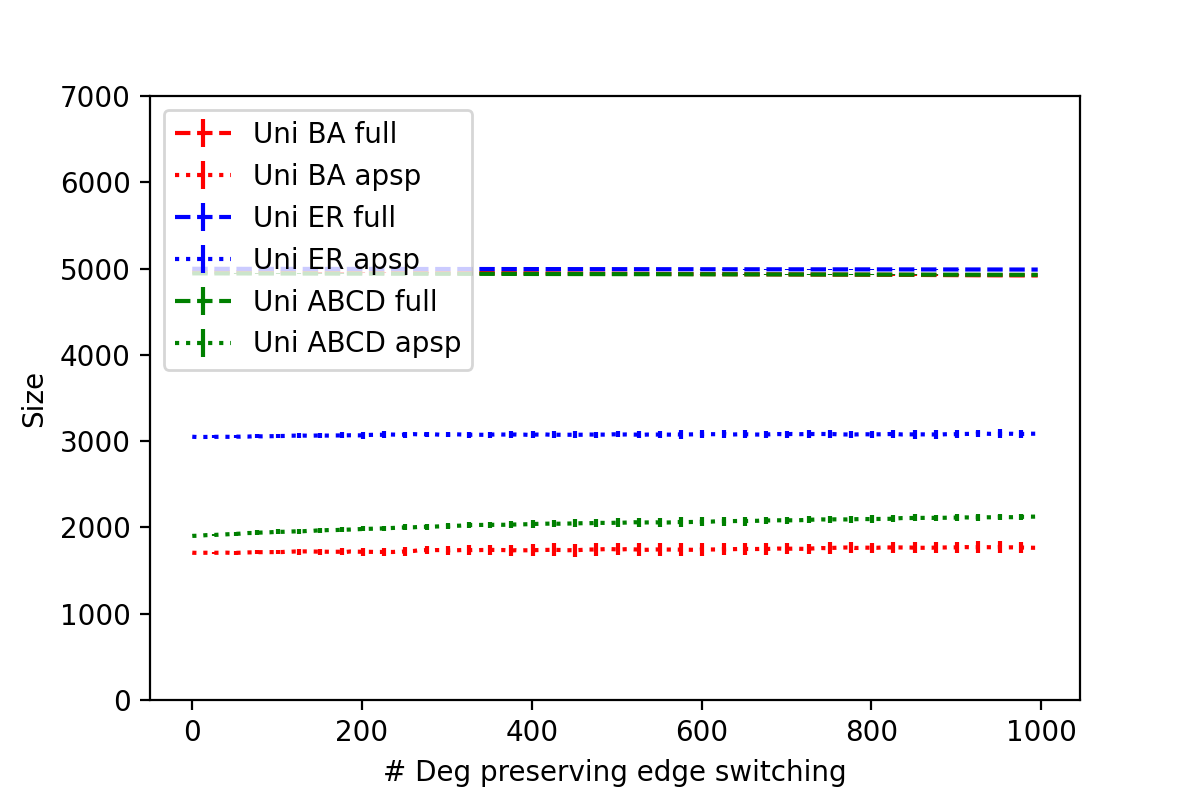 7000
6000
5000
4000
3000
2000
1000
0
Size
Uni BA full
Uni BA apsp
Uni ER full
Uni ER apsp
Uni ABCD full
Uni ABCD apsp
0 200 400 600 800 1000
# Deg preserving edge switching